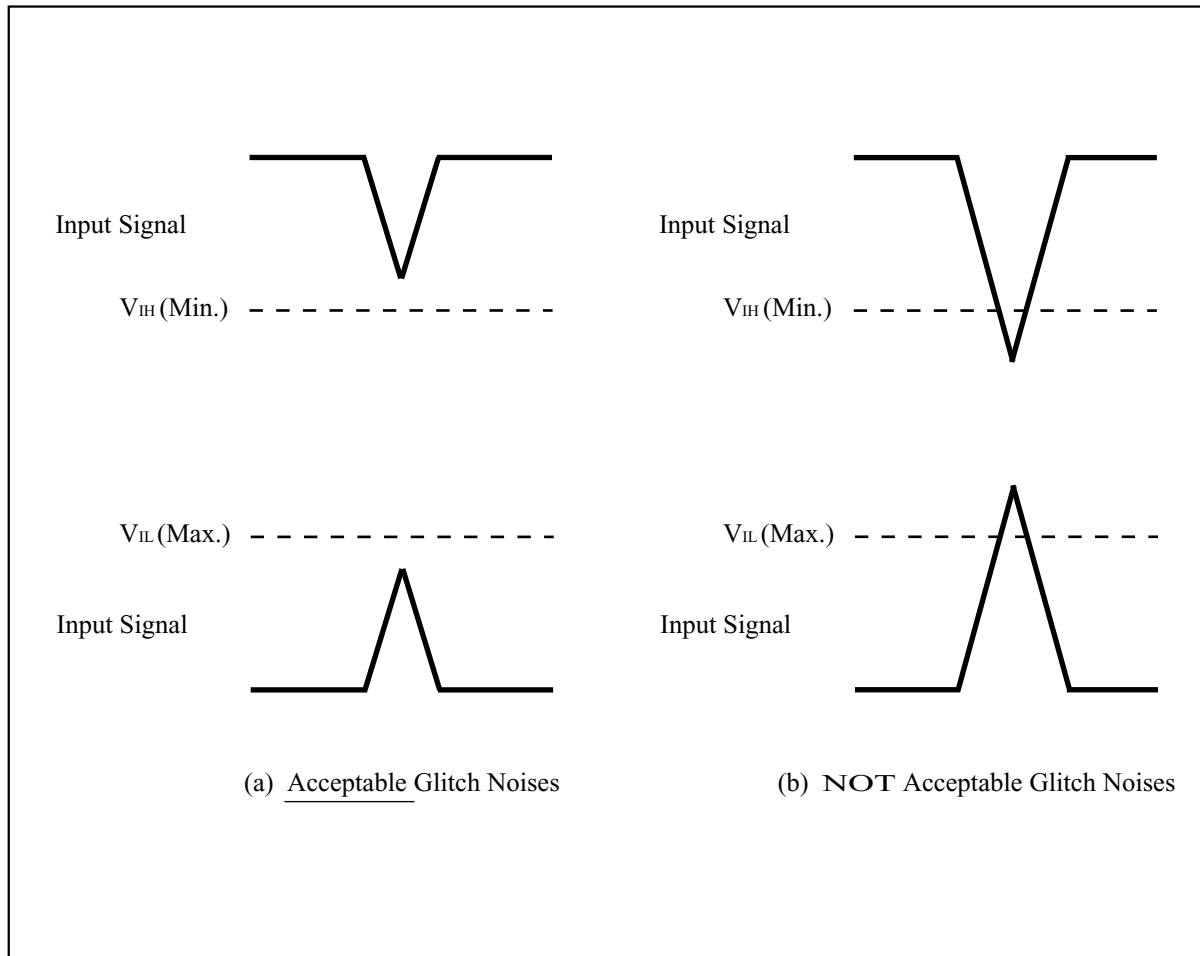 Input Signal
VIH (Min.)
VIL (Max.)
Input Signal
(a) Acceptable Glitch Noises
Input Signal
VIH (Min.)
VIL (Max.)
Input Signal
(b) NOT Acceptable Glitch Noises